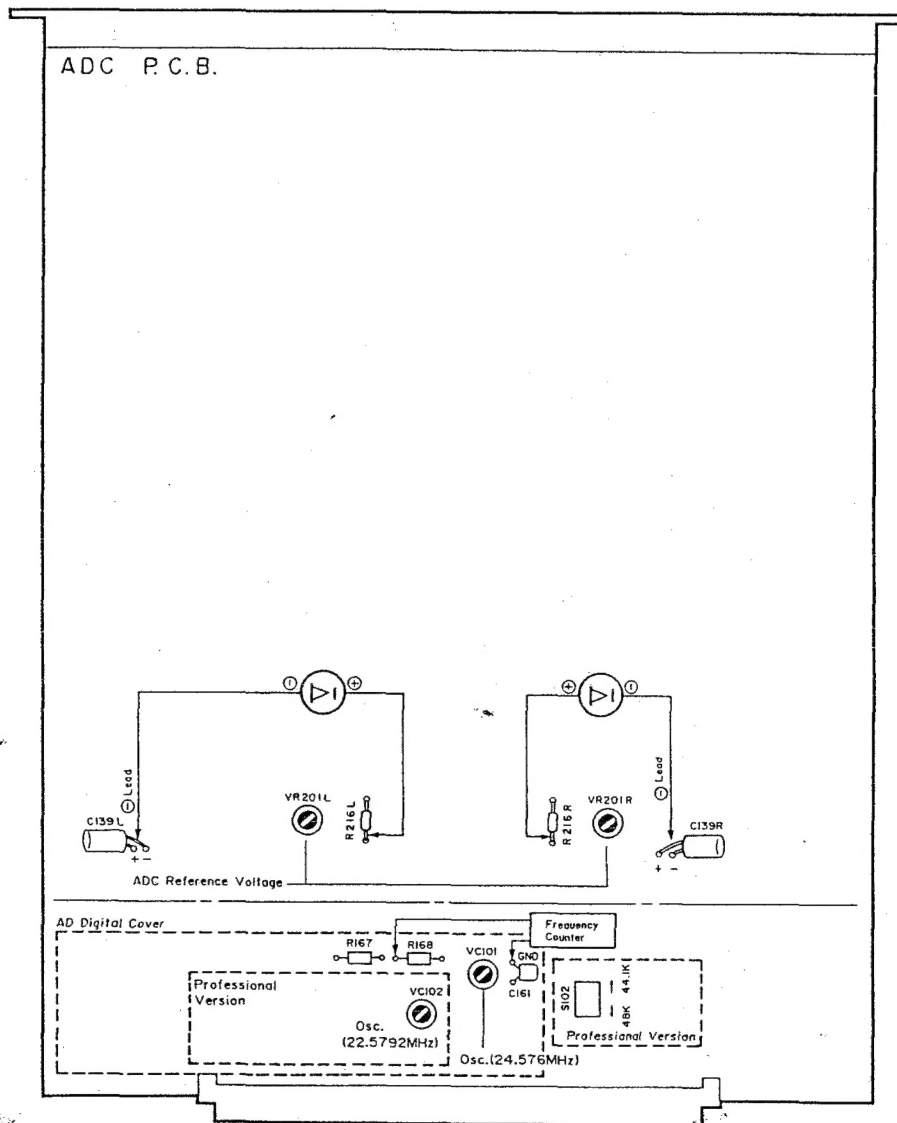 ADC P.C.B.
⊖ ⊕
⊕ ⊖
⊖ Lead
⊖ Lead
C139L
+ -
VR201L
R216L
R216R
VR201R
C139R
+ -
ADC Reference Voltage
AD Digital Cover
Frequency
Counter
R167
R168
VC101
GND
C161
Professional
Version
VC102
Osc.
(22.5792MHz)
Osc.(24.576MHz)
S102
48K 44.1K
Professional Version